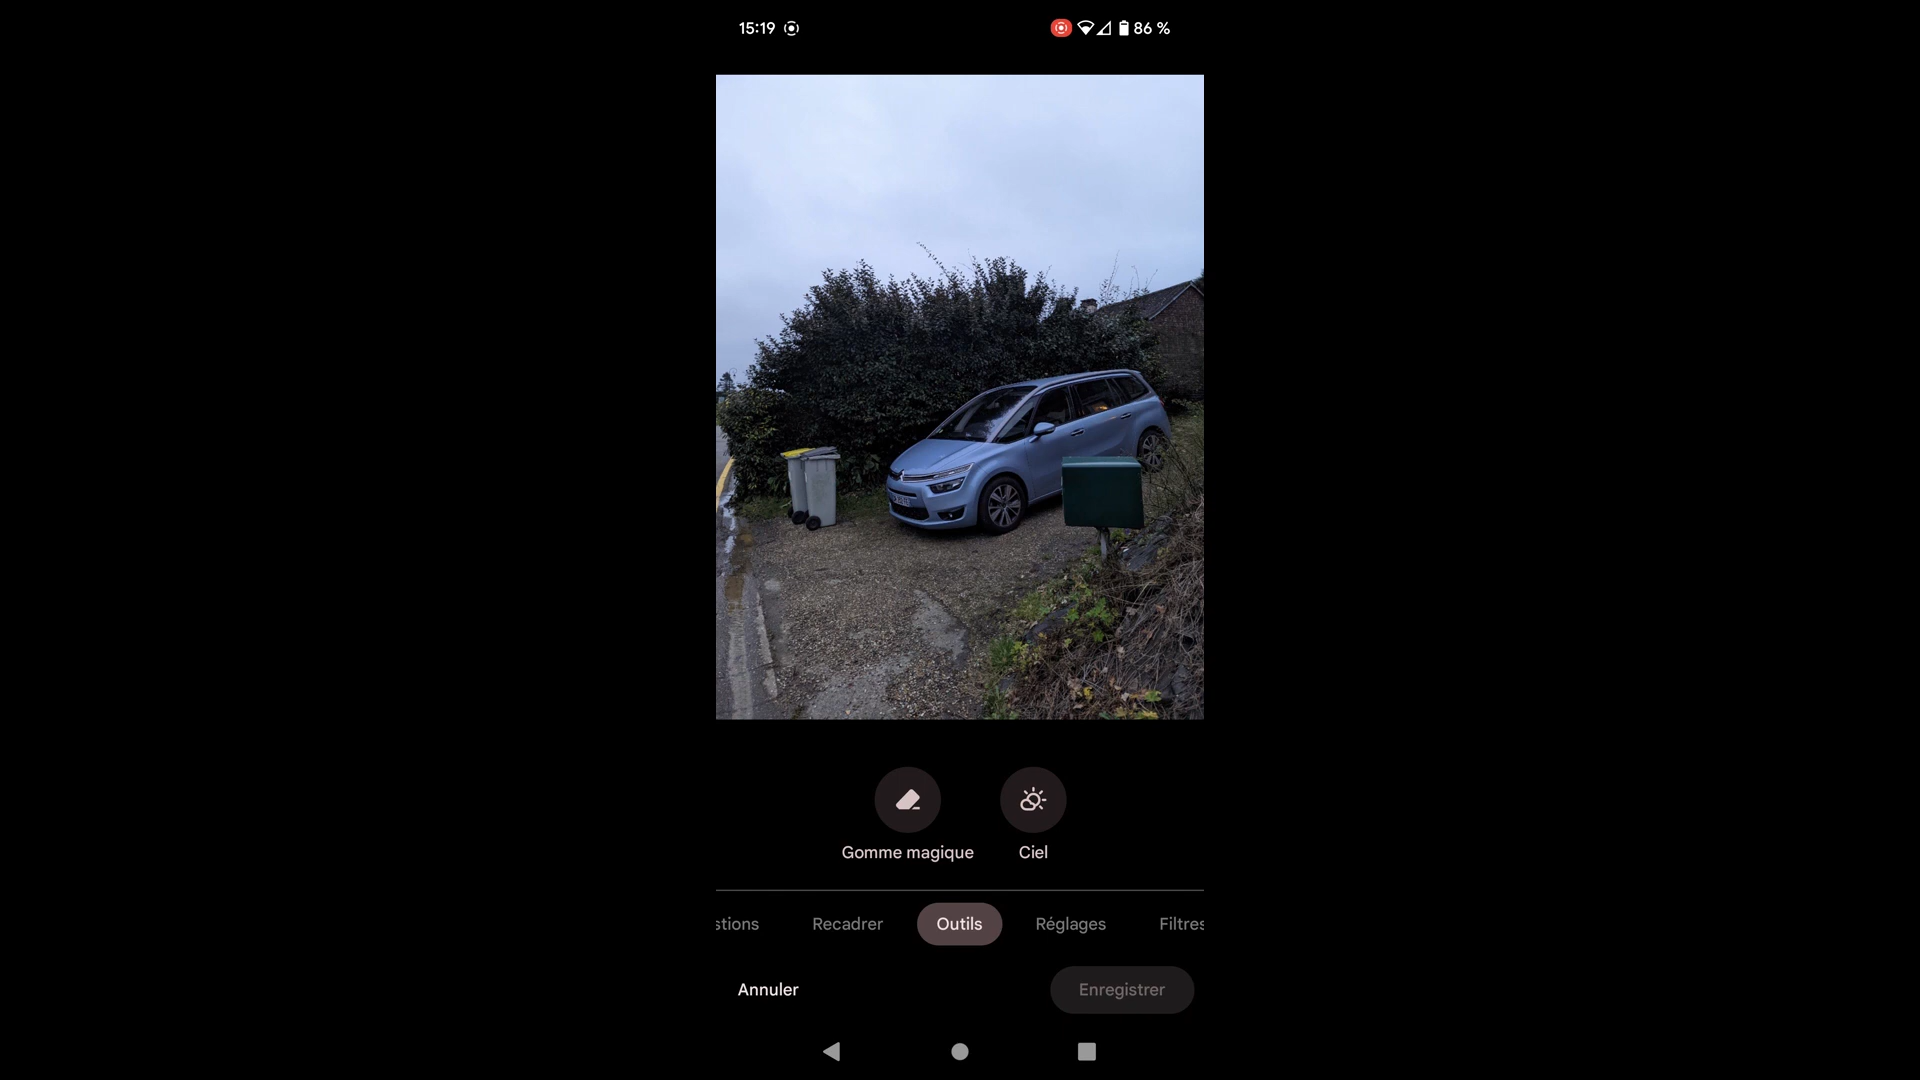 15:19
86 %
Gomme magique
Ciel
stions
Recadrer
Outils
Réglages
Filtres
Annuler
Enregistrer